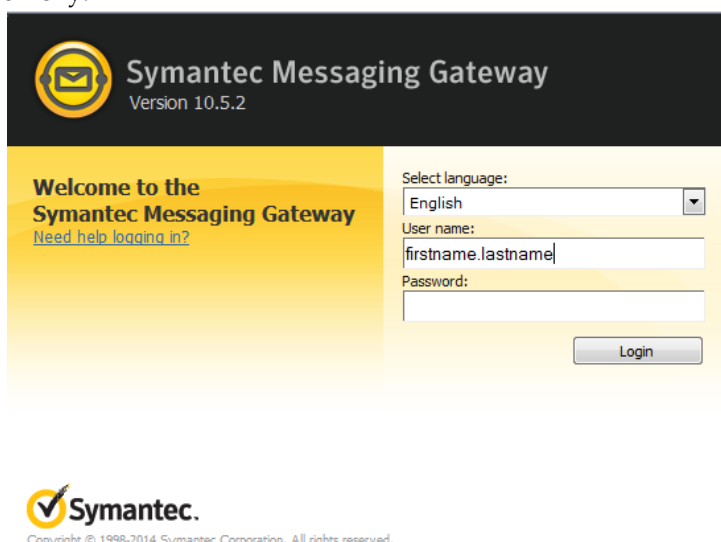 Symantec Messaging Gateway
Version 10.5.2
Welcome to the
Symantec Messaging Gateway
Need help logging in?
Select language:
English
User name:
firstname.lastname
Password:
Login
Symantec.
Copyright © 1998-2014 Symantec Corporation. All rights reserved.